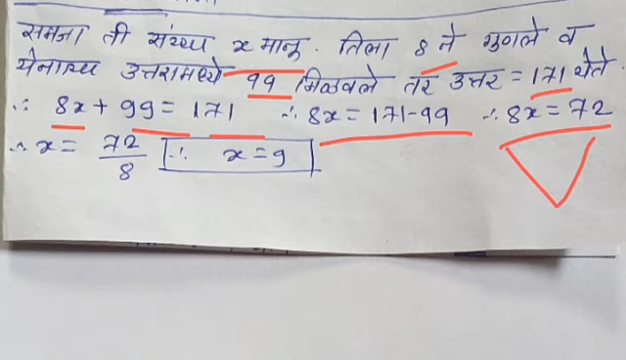 समजा ती संख्या x मानू. तिला 8 ने गुणले व
येणाऱ्या उत्तरामध्ये 99 मिळवले तर उत्तर = 171 येते.
∴ 8x + 99 = 171 ∴ 8x = 171-99 ∴ 8x = 72
∴ x = 72/8 ∴ x = 9